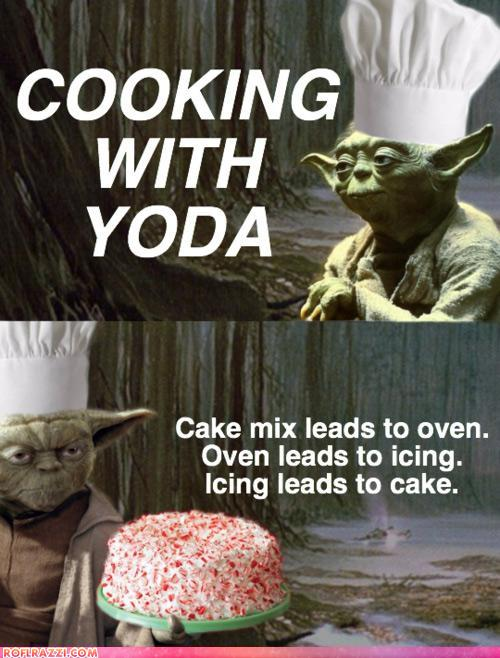 COOKING
WITH
YODA
Cake mix leads to oven.
Oven leads to icing.
Icing leads to cake.
ROFLRAZZI.COM